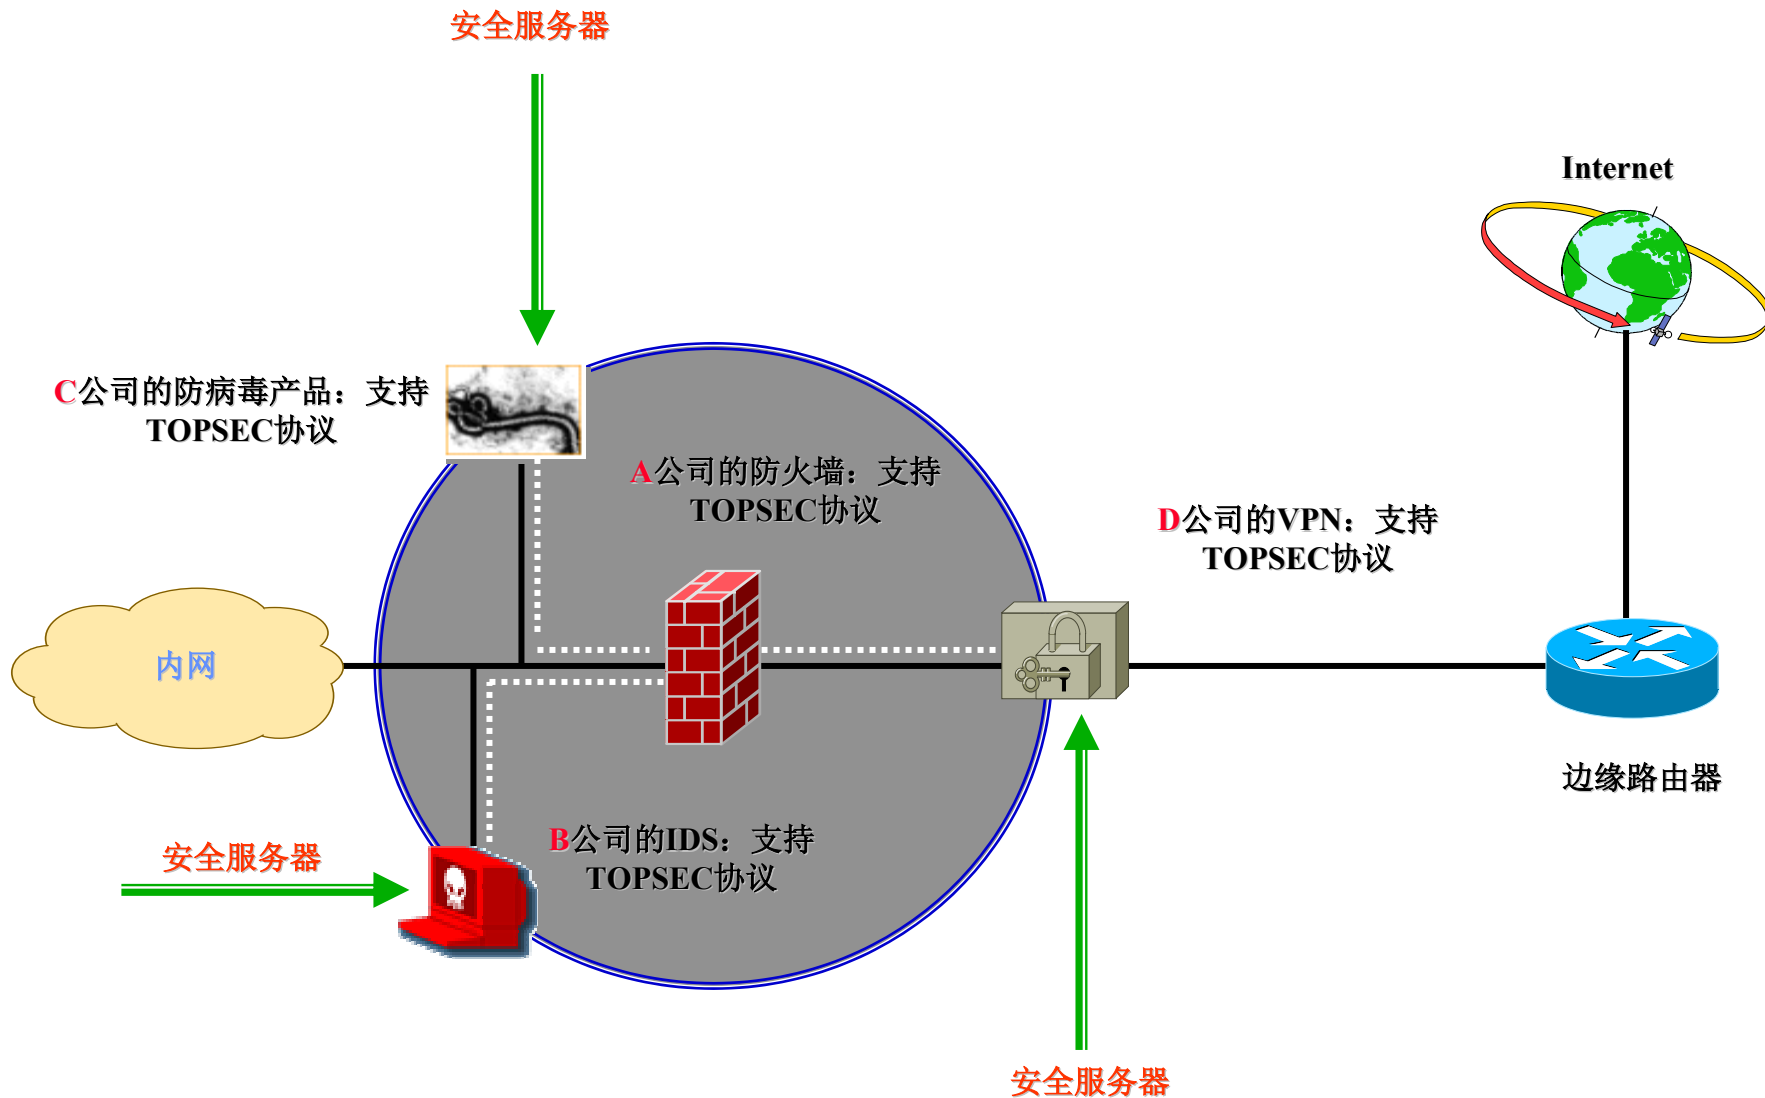 安全服务器
Internet
C公司的防病毒产品：支持
TOPSEC协议
A公司的防火墙：支持
TOPSEC协议
D公司的VPN：支持
TOPSEC协议
内网
边缘路由器
B公司的IDS：支持
TOPSEC协议
安全服务器
安全服务器